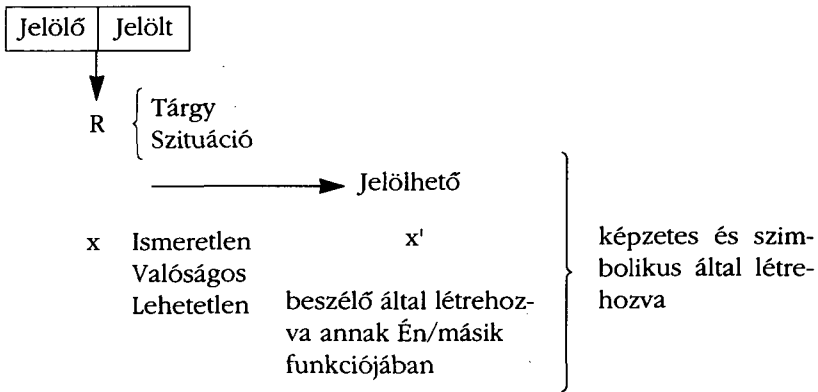 Jelölő Jelölt
R
Tárgy
Szituáció
Jelölhető
x Ismeretlen
Valóságos
Lehetetlen
x'
beszélő által létrehoz-
va annak Én/másik
funkciójában
képzetes és szim-
bolikus által létre-
hozva